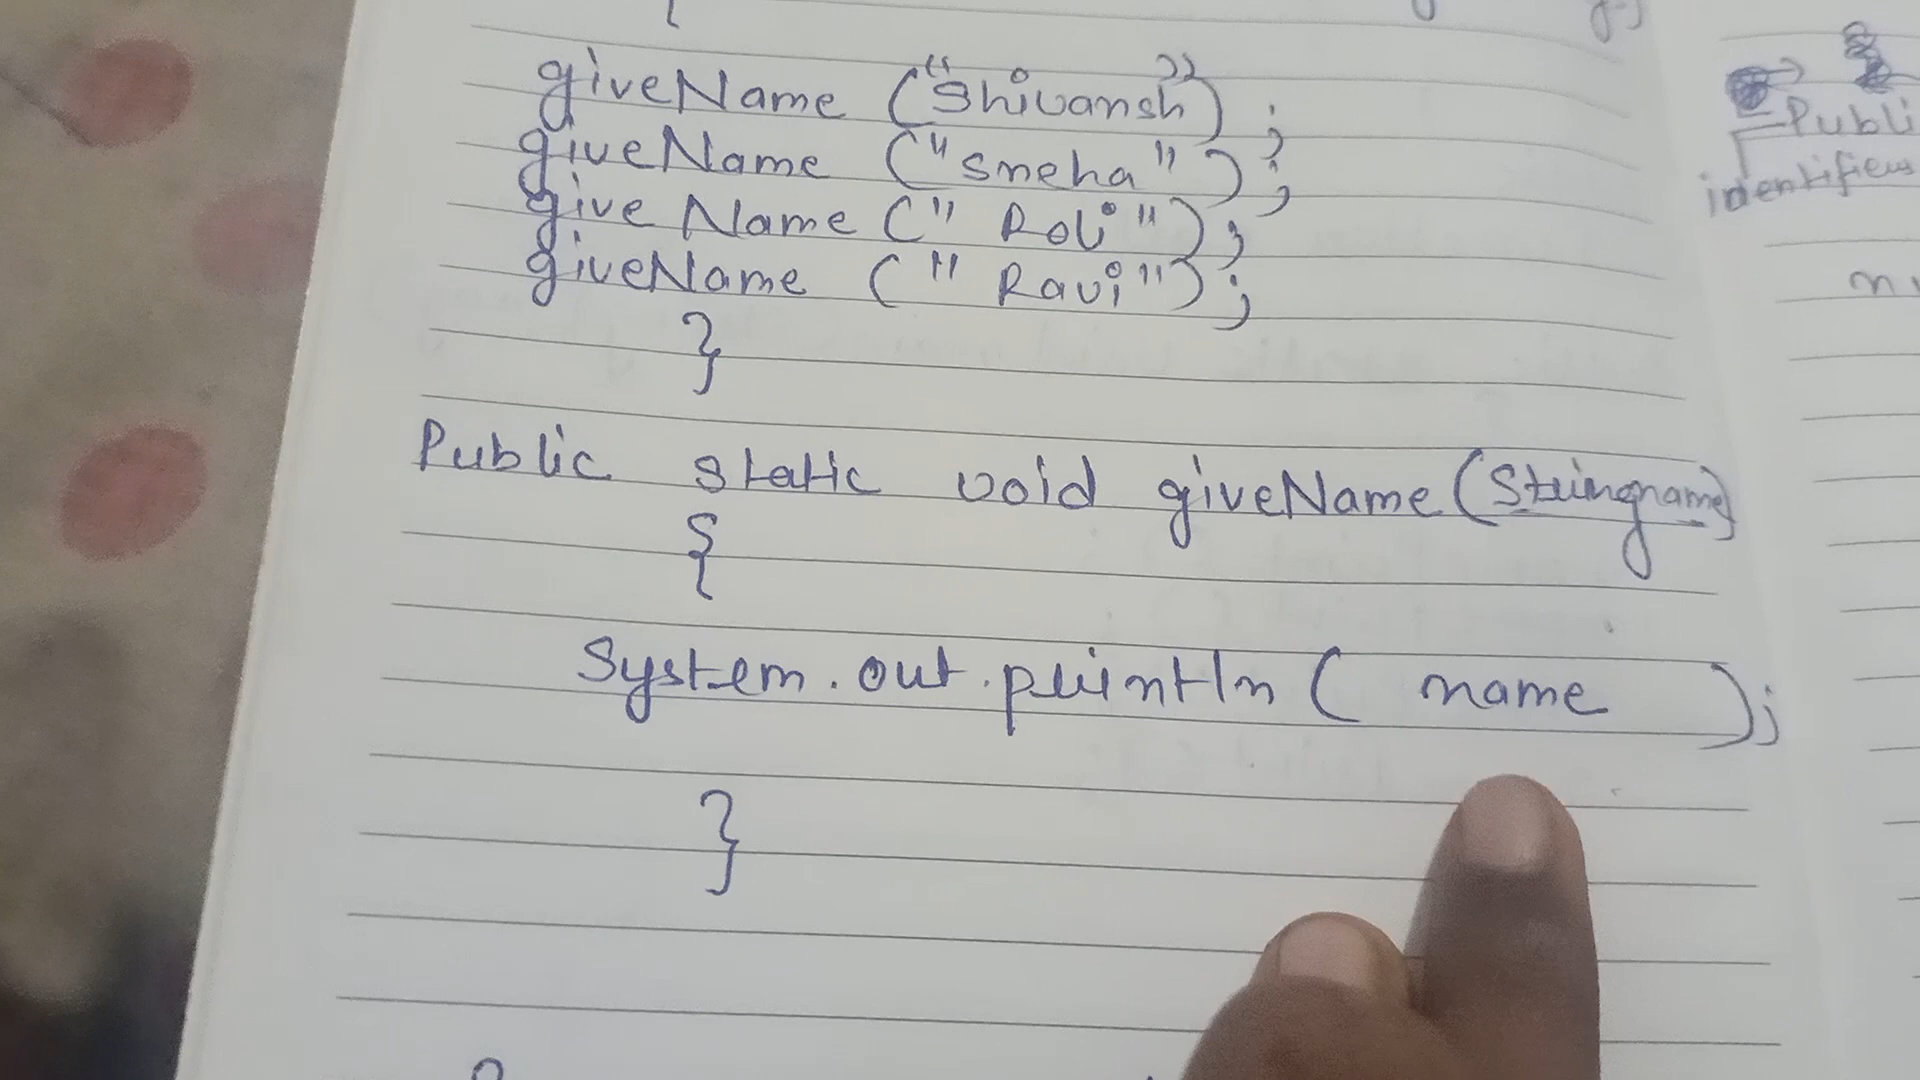 {
giveName ("Shivansh");
giveName ("Sneha");
give Name (" Roli ");
giveName (" Ravi");
}
Public static void giveName (String name)
{
System.out.println ( name );
}
Publi
identifiers